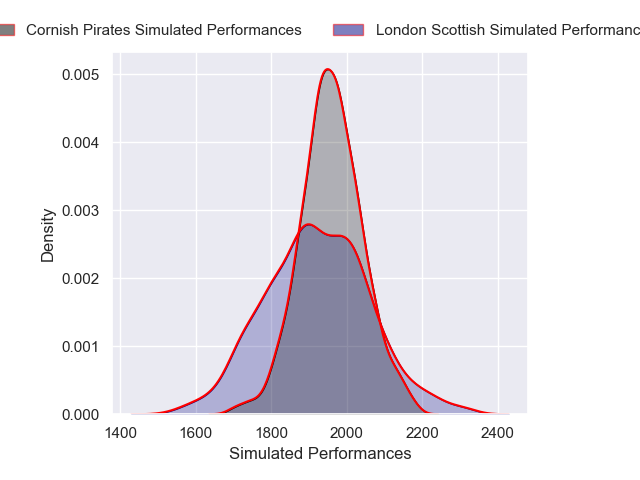 Cornish Pirates Simulated Performances London Scottish Simulated Performanc
0.005
0.004
0.003
0.002
0.001
0.000
Density
1400 1600 1800 2000 2200 2400
Simulated Performances